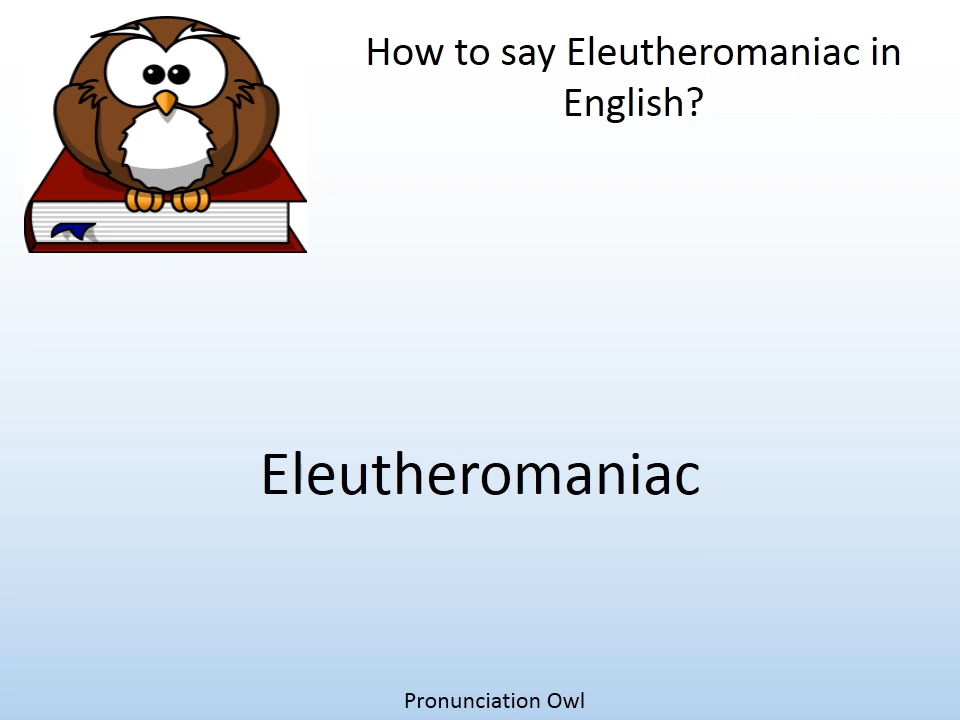 How to say Eleutheromaniac in
English?
Eleutheromaniac
Pronunciation Owl